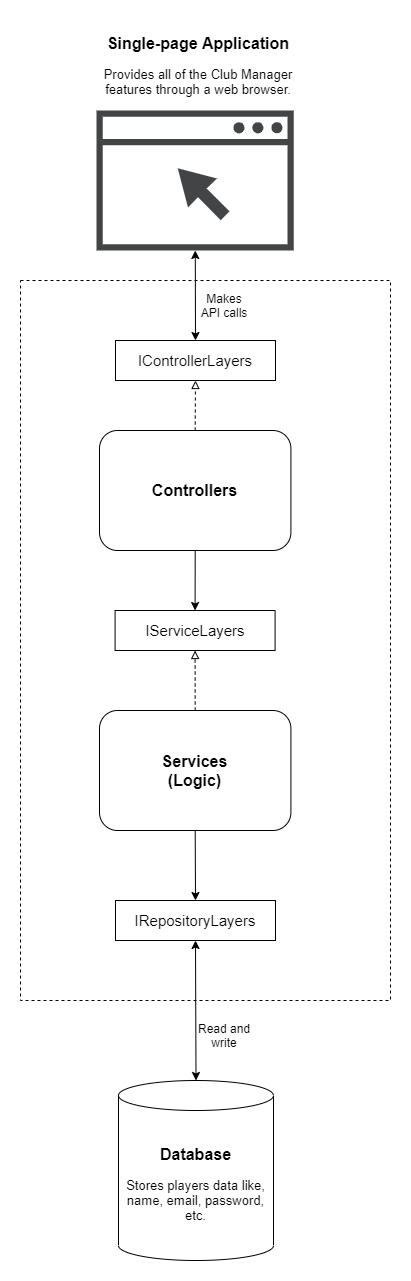 Single-page Application
Provides all of the Club Manager
features through a web browser.
Makes
API calls
IControllerLayers
Controllers
IServiceLayers
Services
(Logic)
IRepositoryLayers
Read and
write
Database
Stores players data like,
name, email, password,
etc.